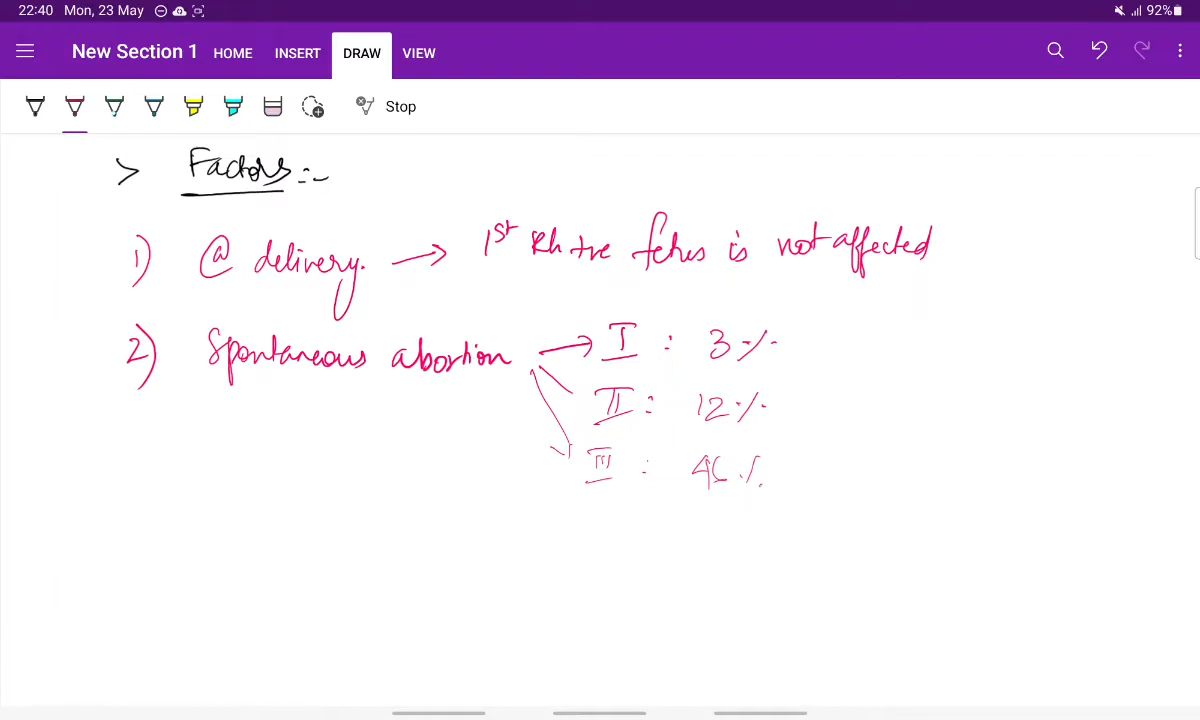 22:40 Mon, 23 May 92%
New Section 1 HOME INSERT DRAW VIEW
Stop
> Factors :-
1) @ delivery. → 1st Rh +ve fetus is not affected
2) Spontaneous abortion → I : 3%
II : 12%
III : 46%